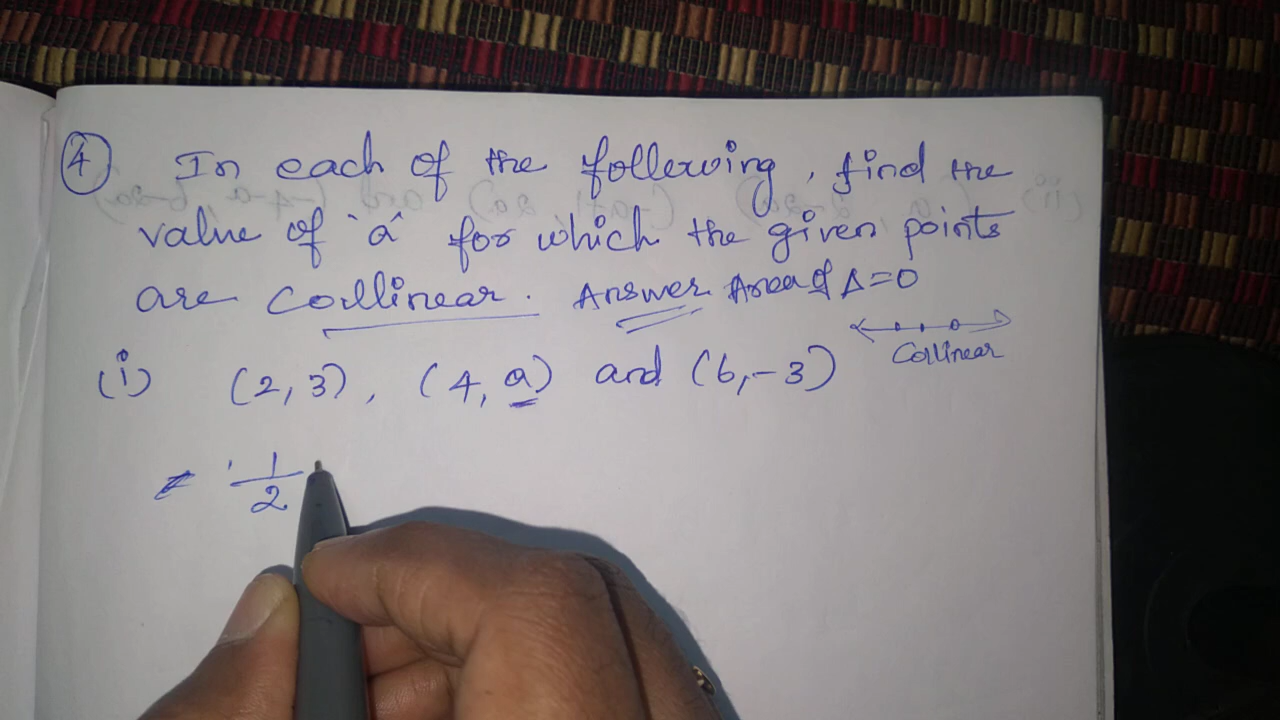 ④ In each of the following, find the
value of 'a' for which the given points
are collinear. Answer Area of Δ=0
Collinear
(i) (2,3), (4,a) and (6,-3)
1/2